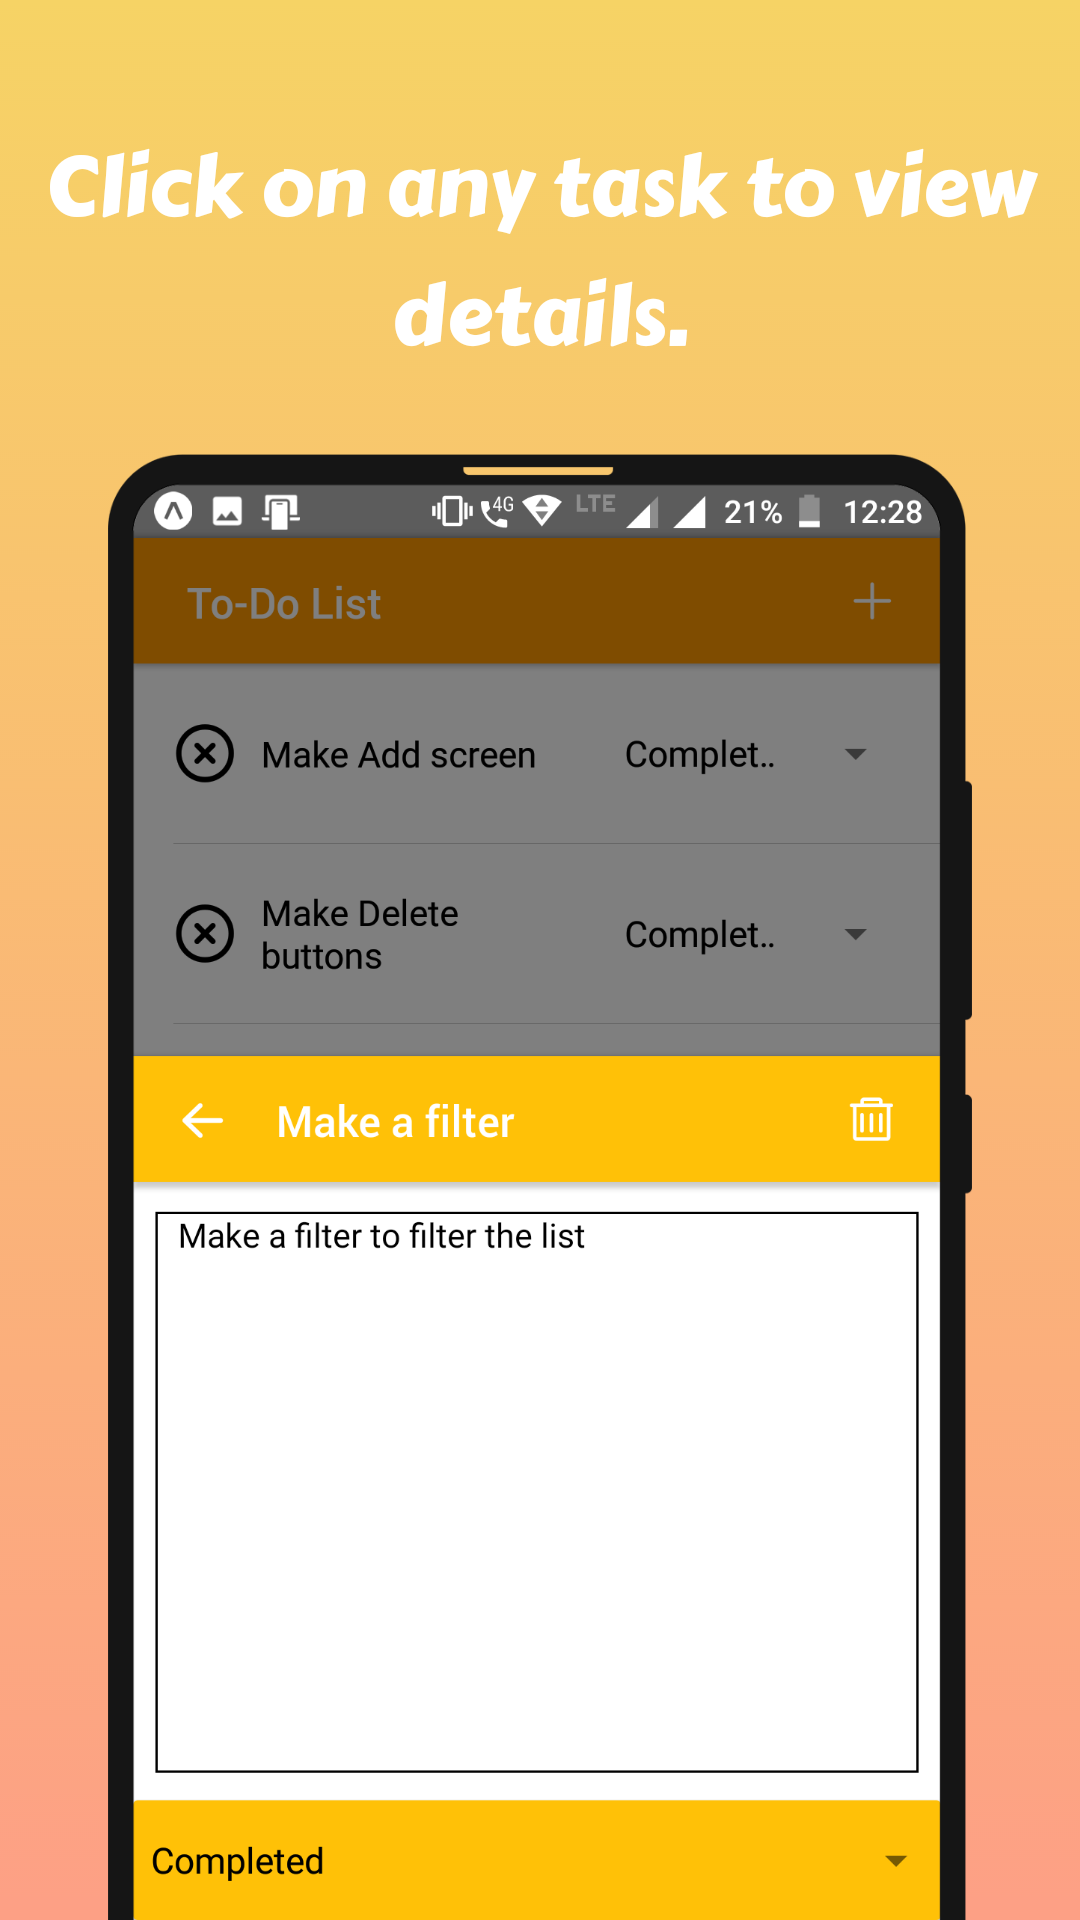 Click on any task to view
details.
4G LTE 21% 12:28
To-Do List
Make Add screen Complet..
Make Delete
buttons
Complet..
Make a filter
Make a filter to filter the list
Completed